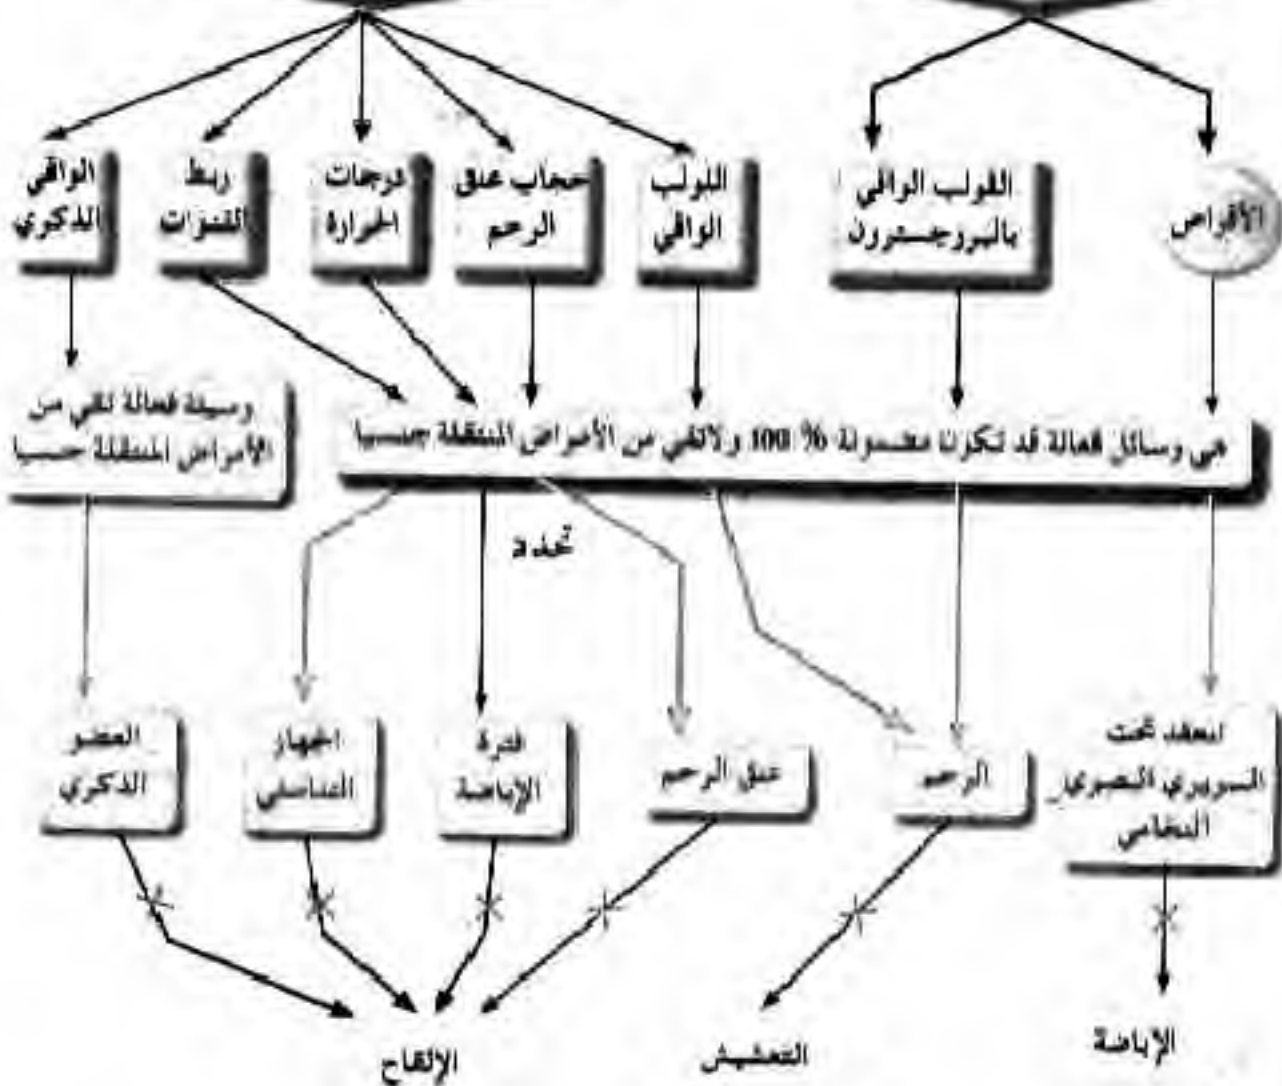 الأقراص
اللولب الواقي
بالبروجسترون
اللولب
الواقي
حجاب عنق
الرحم
درجات
الحرارة
ربط
القنوات
الواقي
الذكري
هي وسائل فعالة قد تكون مضمونة % 100 ولاتقي من الأمراض المنتقلة جنسيا
وسيلة فعالة تقي من
الأمراض المنتقلة جنسيا
تحدد
المعقد تحت
السريري البصري
النخامي
الرحم
عنق الرحم
فترة
الإباضة
الجهاز
التناسلي
العضو
الذكري
الإباضة
التعشيش
الإلقاح